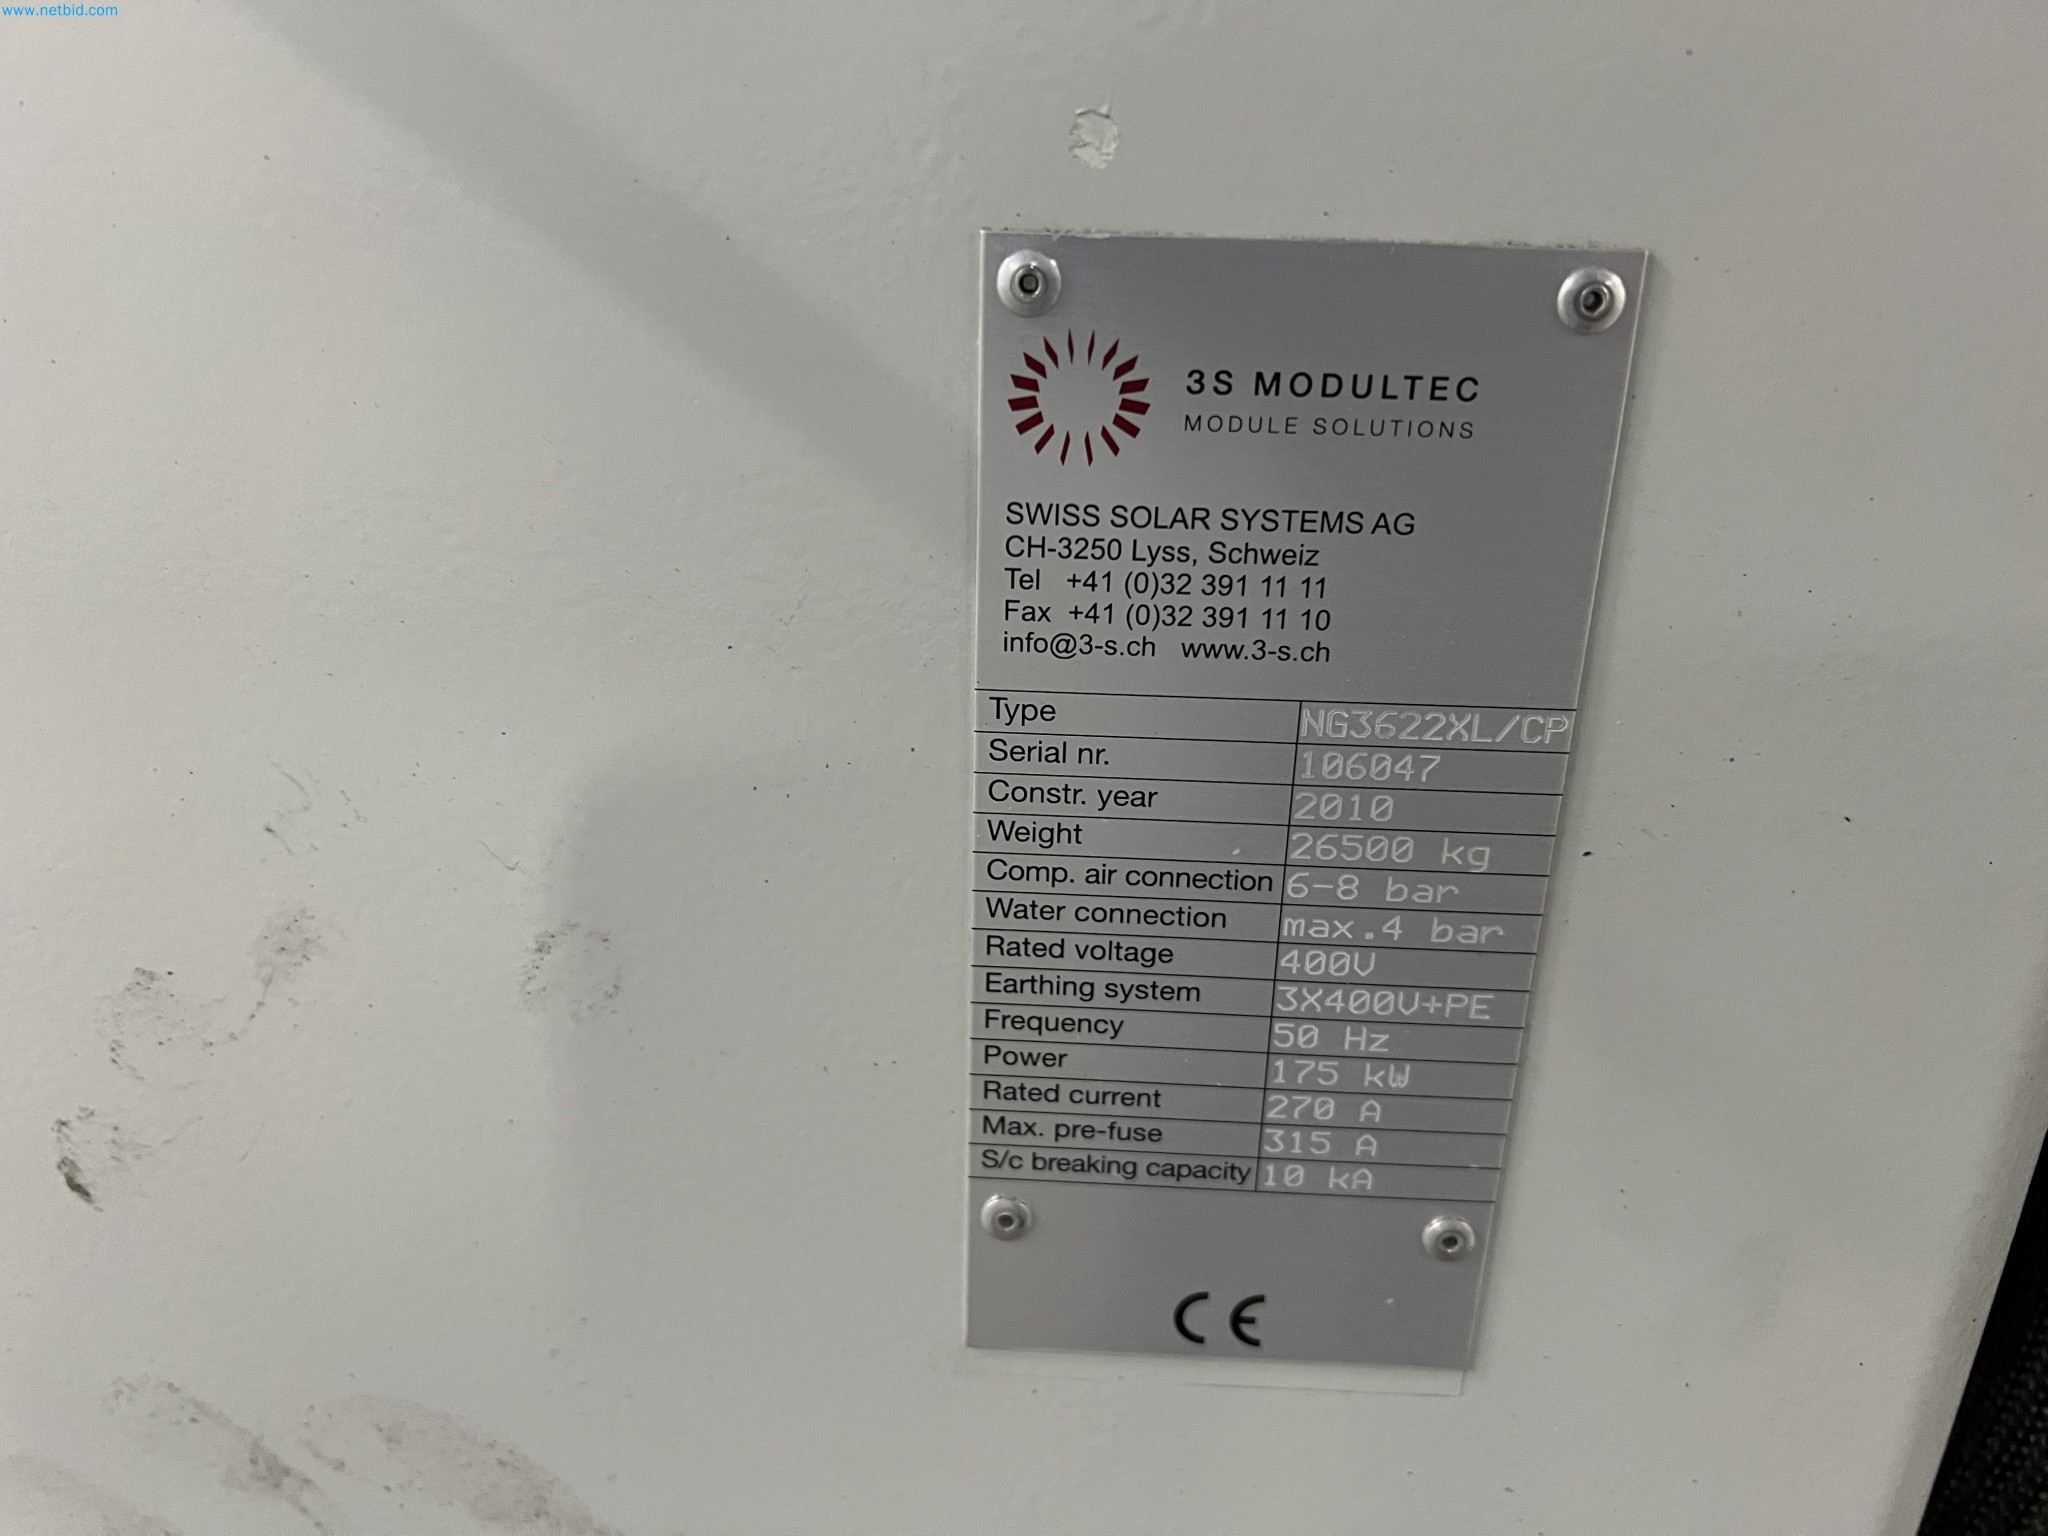 www.netbid.com
3S MODULTEC
MODULE SOLUTIONS
SWISS SOLAR SYSTEMS AG
CH-3250 Lyss, Schweiz
Tel +41 (0)32 391 11 11
Fax +41 (0)32 391 11 10
info@3-s.ch www.3-s.ch
Type NG3622XL/CP
Serial nr. 106047
Constr. year 2010
Weight 26500 kg
Comp. air connection 6-8 bar
Water connection max.4 bar
Rated voltage 400V
Earthing system 3X400V+PE
Frequency 50 Hz
Power 175 kW
Rated current 270 A
Max. pre-fuse 315 A
S/c breaking capacity 10 kA
CE